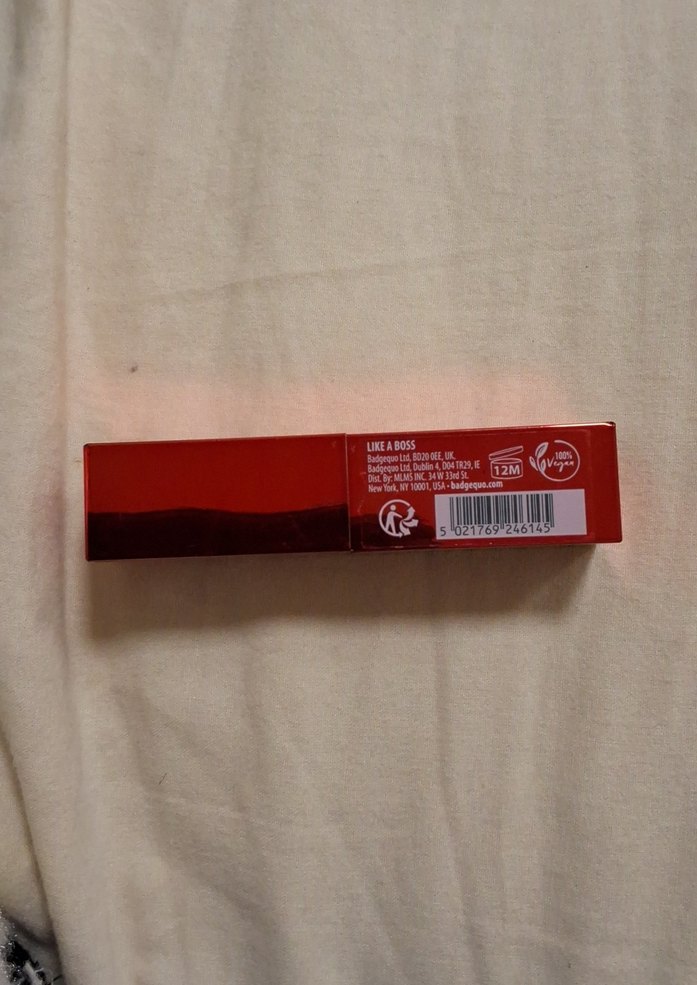 LIKE A BOSS
Badgequo Ltd, BD20 0EE, UK.
Badgequo Ltd, Dublin 4, D04 TR29, IE
Dist. By: MLMS INC. 34 W 33rd St.
New York, NY 10001, USA • badgequo.com
12M
100%
Vegan
5 021769 246145